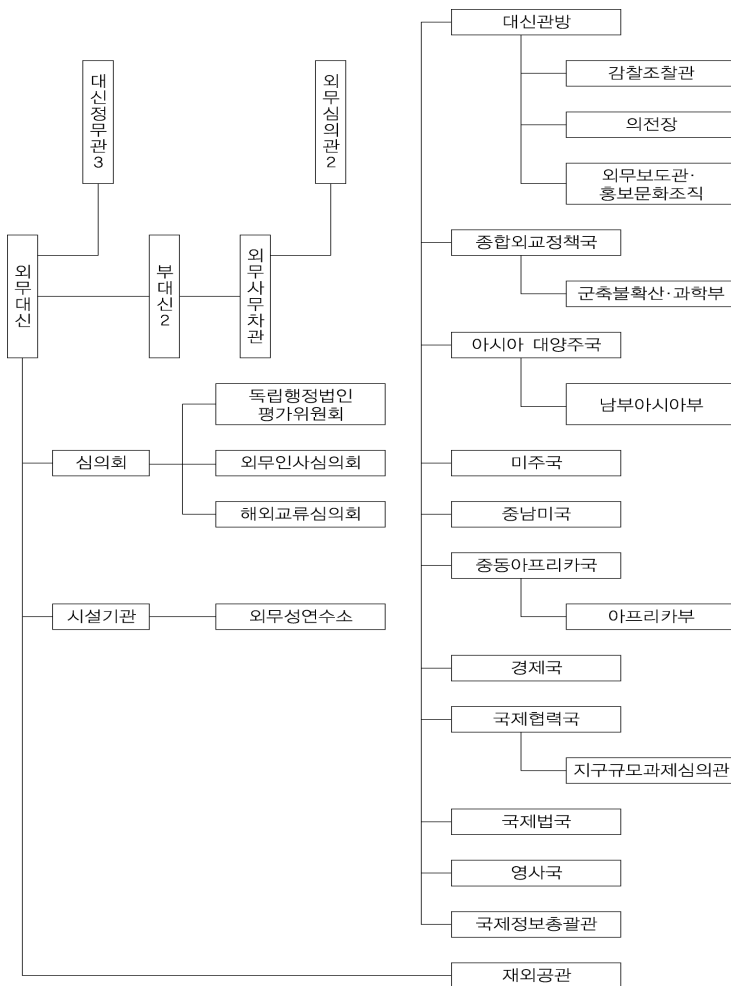 대신정무관3
외무심의관2
외무대신
부대신2
외무사무차관
심의회
독립행정법인
평가위원회
외무인사심의회
해외교류심의회
시설기관
외무성연수소
대신관방
감찰조찰관
의전장
외무보도관·
홍보문화조직
종합외교정책국
군축불확산·과학부
아시아 대양주국
남부아시아부
미주국
중남미국
중동아프리카국
아프리카부
경제국
국제협력국
지구규모과제심의관
국제법국
영사국
국제정보총괄관
재외공관